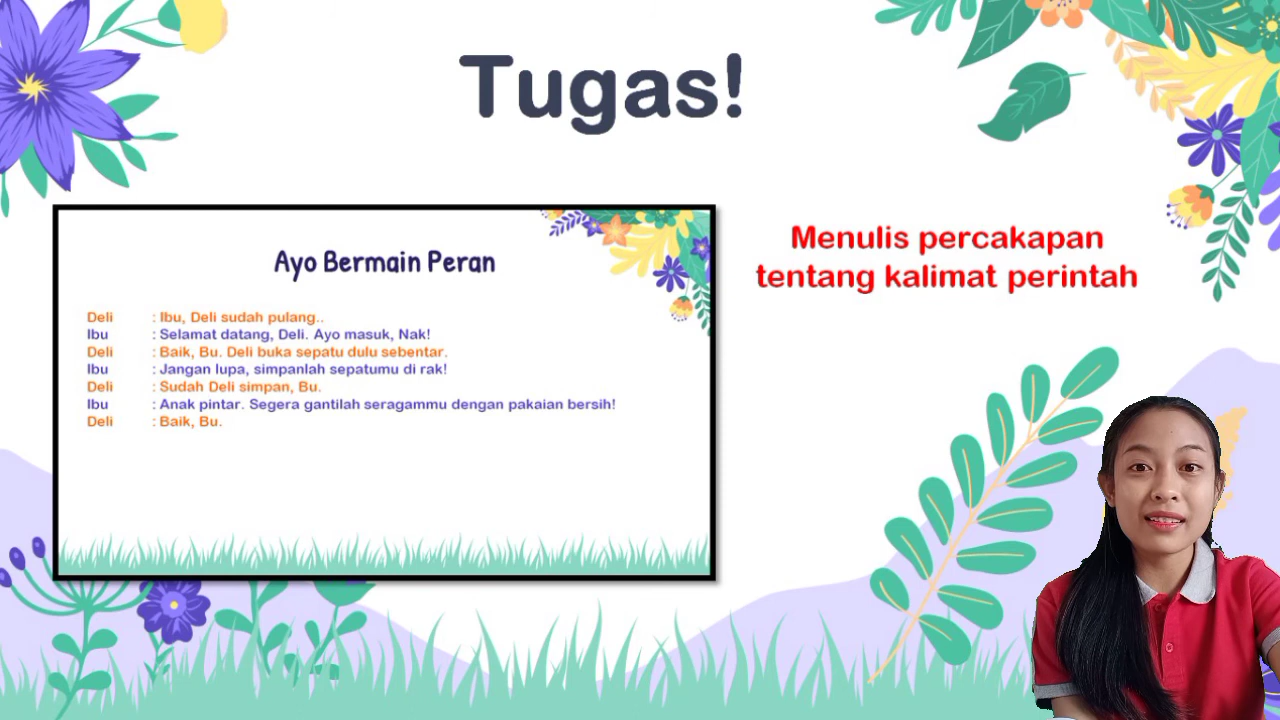 Tugas!
Ayo Bermain Peran
Deli : Ibu, Deli sudah pulang..
Ibu : Selamat datang, Deli. Ayo masuk, Nak!
Deli : Baik, Bu. Deli buka sepatu dulu sebentar.
Ibu : Jangan lupa, simpanlah sepatumu di rak!
Deli : Sudah Deli simpan, Bu.
Ibu : Anak pintar. Segera gantilah seragammu dengan pakaian bersih!
Deli : Baik, Bu.
Menulis percakapan
tentang kalimat perintah